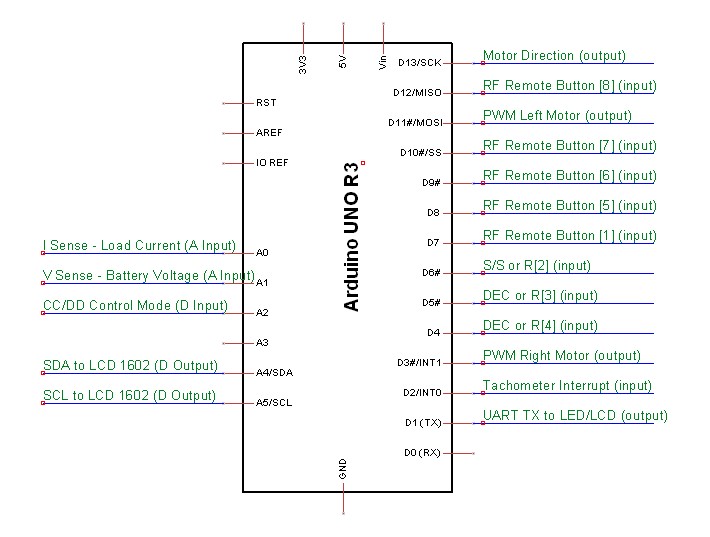 3V3
5V
Vin
D13/SCK
Motor Direction (output)
D12/MISO
RF Remote Button [8] (input)
RST
D11#/MOSI
PWM Left Motor (output)
AREF
D10#/SS
RF Remote Button [7] (input)
IO REF
D9#
RF Remote Button [6] (input)
Arduino UNO R3
D8
RF Remote Button [5] (input)
I Sense - Load Current (A Input)
A0
D7
RF Remote Button [1] (input)
V Sense - Battery Voltage (A Input)
A1
D6#
S/S or R[2] (input)
CC/DD Control Mode (D Input)
A2
D5#
DEC or R[3] (input)
A3
D4
DEC or R[4] (input)
SDA to LCD 1602 (D Output)
A4/SDA
D3#/INT1
PWM Right Motor (output)
SCL to LCD 1602 (D Output)
A5/SCL
D2/INT0
Tachometer Interrupt (input)
D1 (TX)
UART TX to LED/LCD (output)
D0 (RX)
GND